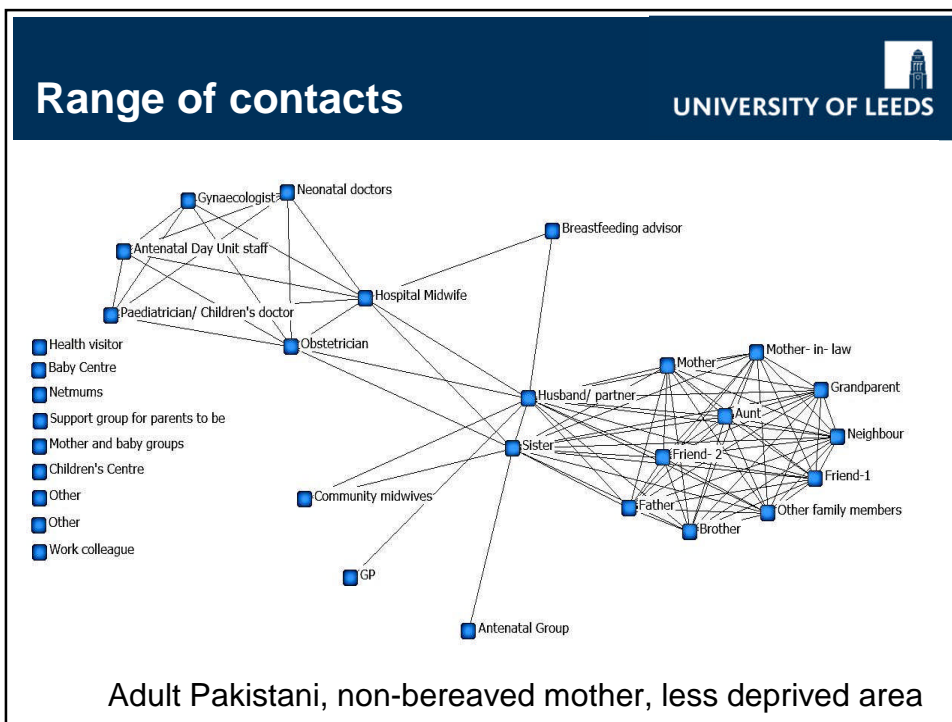 Range of contacts
UNIVERSITY OF LEEDS
Neonatal doctors
Gynaecologist
Breastfeeding advisor
Antenatal Day Unit staff
Hospital Midwife
Paediatrician/ Children's doctor
Health visitor
Obstetrician
Mother- in- law
Mother
Baby Centre
Grandparent
Netmums
Husband/ partner
Aunt
Support group for parents to be
Neighbour
Mother and baby groups
Sister
Friend- 2
Children's Centre
Friend-1
Other
Community midwives
Father
Other family members
Other
Brother
Work colleague
GP
Antenatal Group
Adult Pakistani, non-bereaved mother, less deprived area